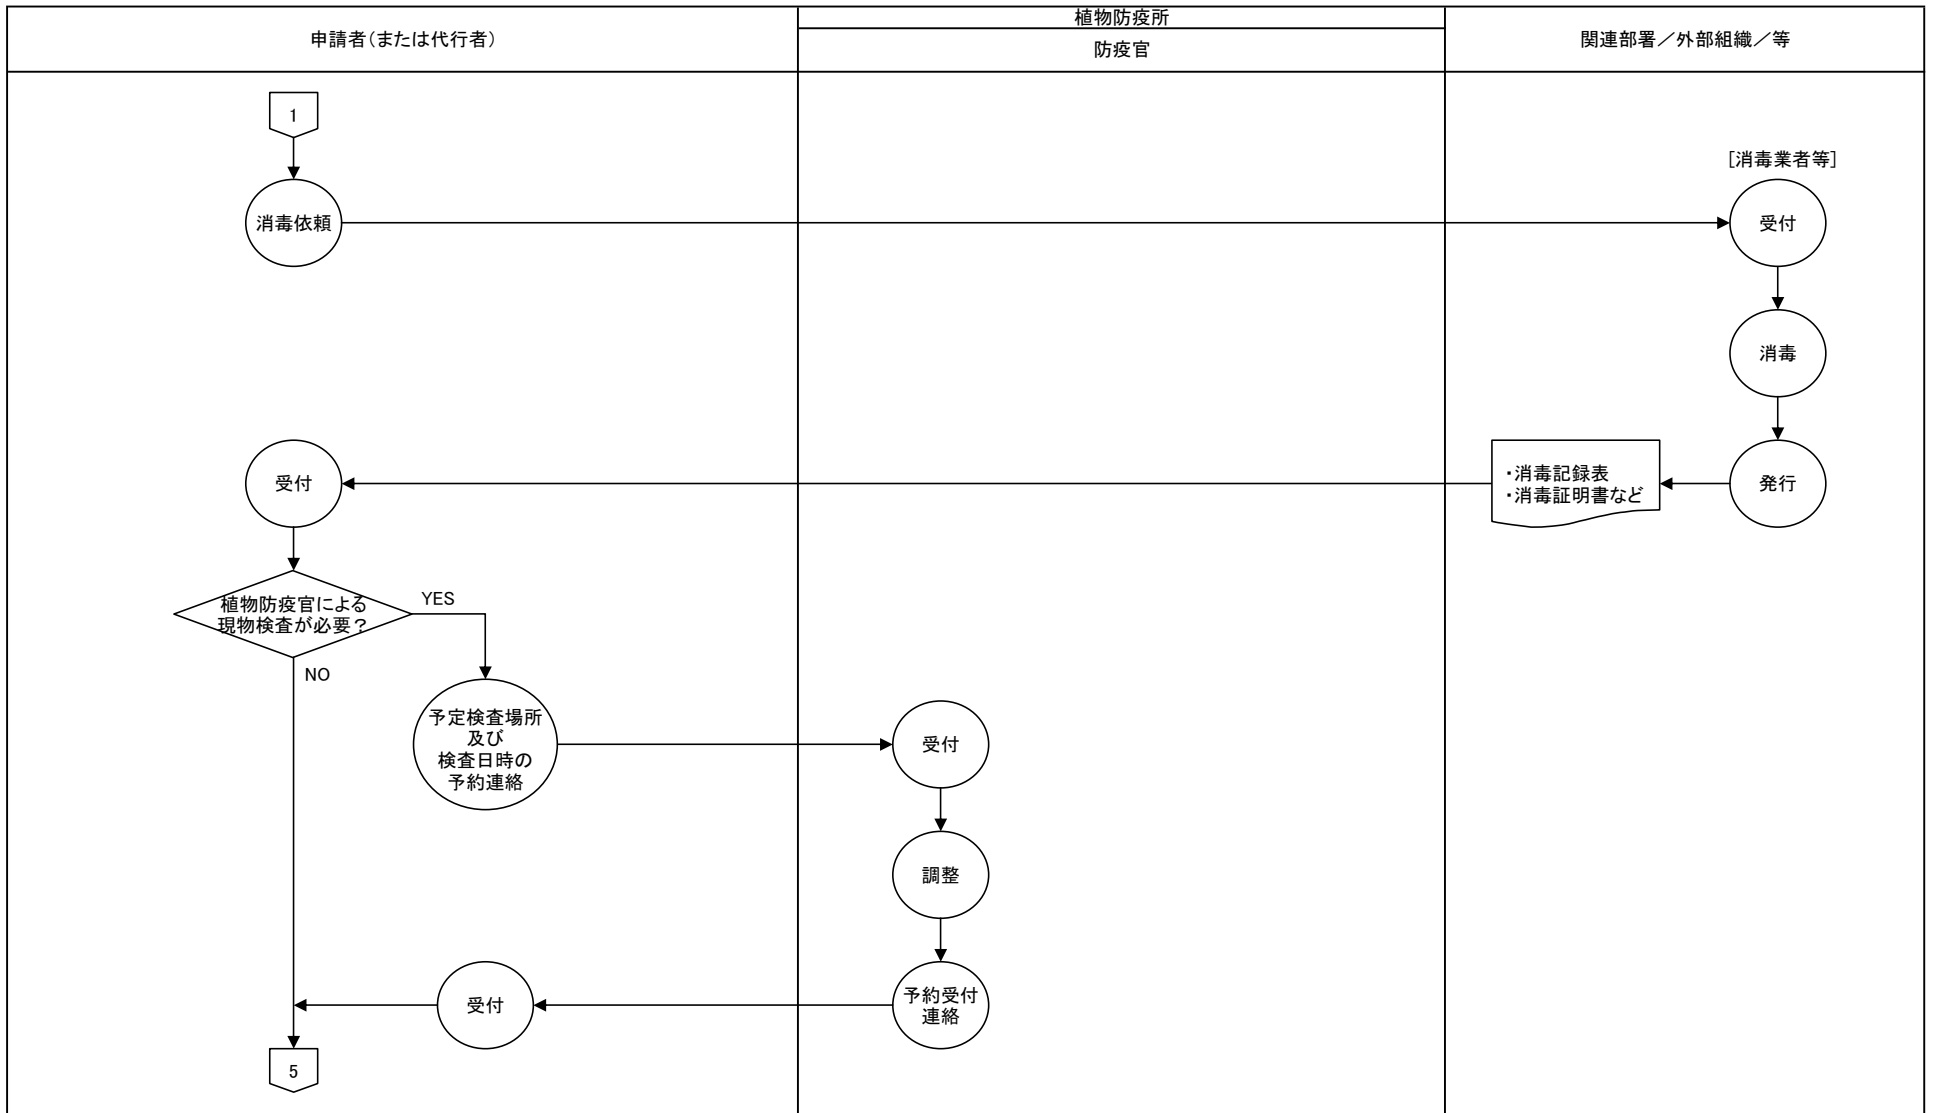 申請者(または代行者)
植物防疫所
防疫官
関連部署／外部組織／等
1
[消毒業者等]
消毒依頼
受付
消毒
受付
・消毒記録表
・消毒証明書など
発行
植物防疫官による
現物検査が必要？
YES
NO
予定検査場所
及び
検査日時の
予約連絡
受付
調整
受付
予約受付
連絡
5